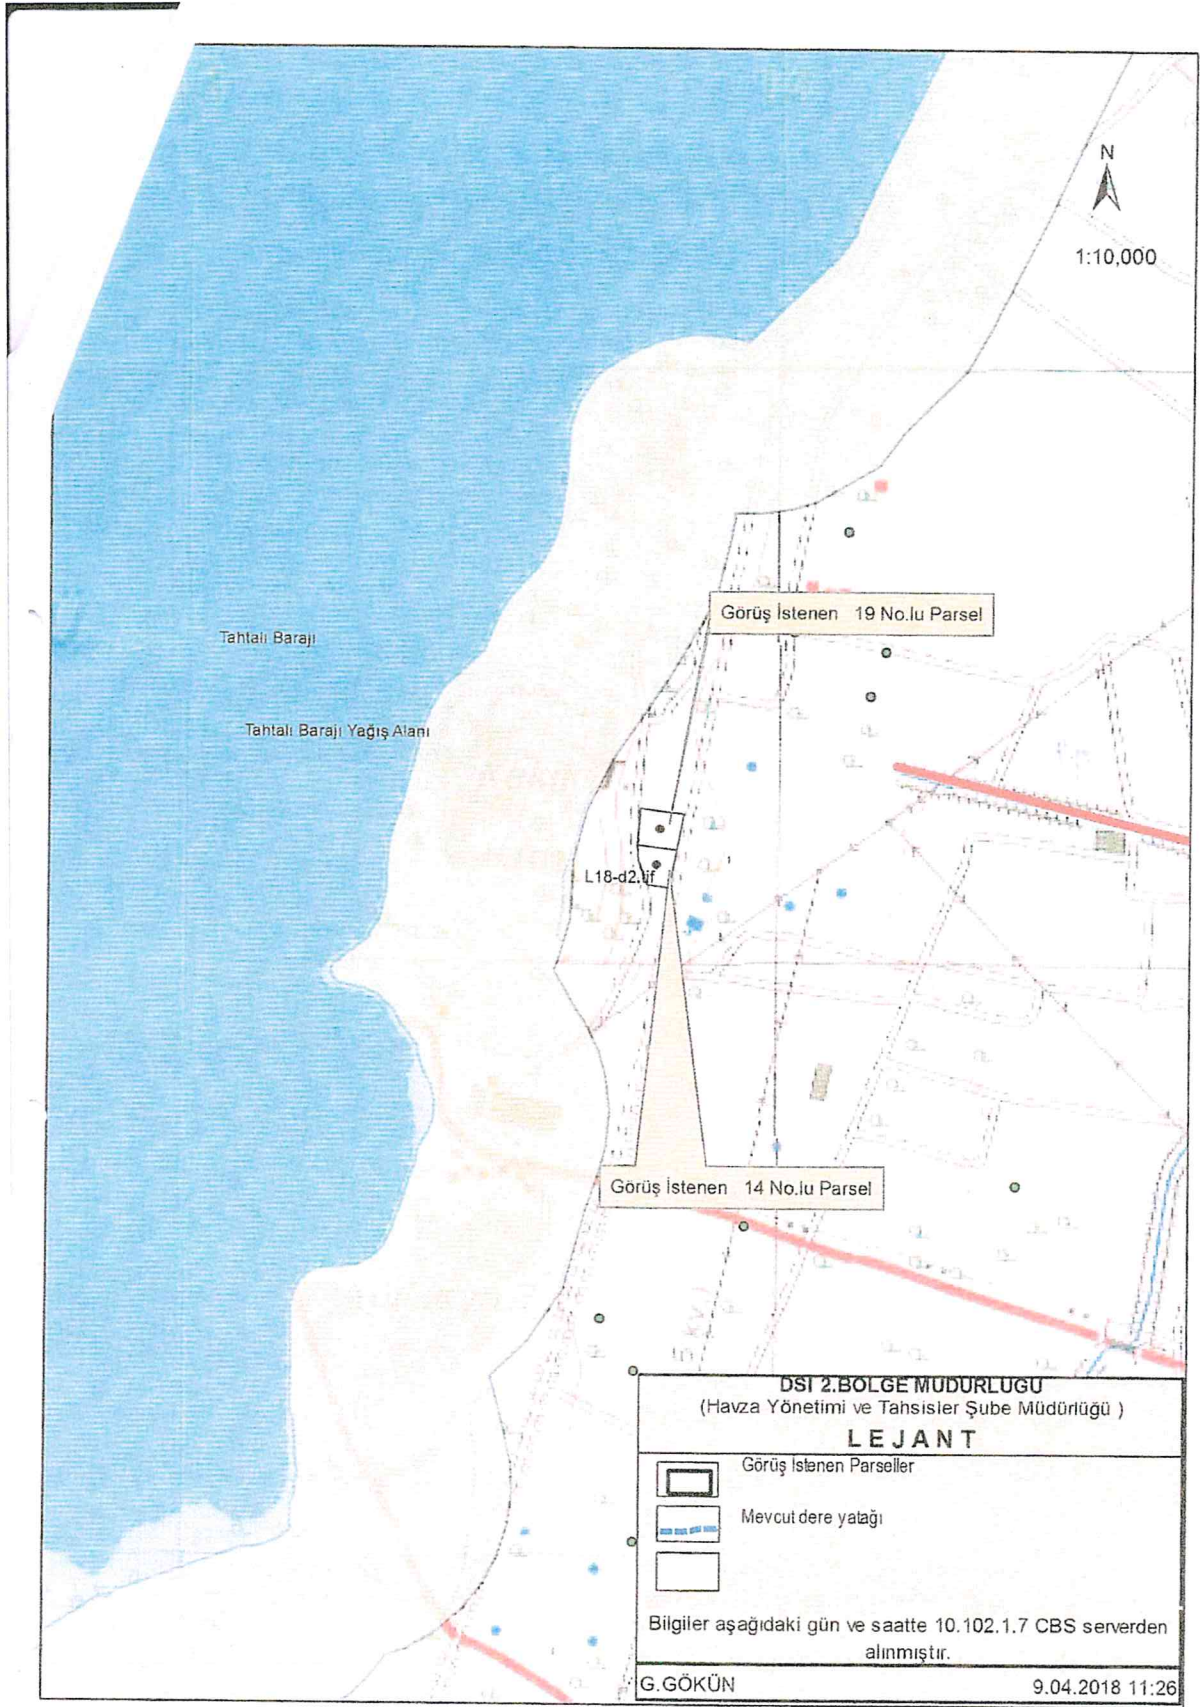 N
1:10,000
Görüş İstenen 19 No.lu Parsel
Tahtalı Barajı
Tahtalı Barajı Yağış Alanı
L18-d2.tif
Görüş İstenen 14 No.lu Parsel
DSİ 2.BÖLGE MÜDÜRLÜĞÜ
(Havza Yönetimi ve Tahsisler Şube Müdürlüğü )
LEJANT
Görüş İstenen Parseller
Mevcut dere yatağı
Bilgiler aşağıdaki gün ve saatte 10.102.1.7 CBS serverden
alınmıştır.
G.GÖKÜN
9.04.2018 11:26